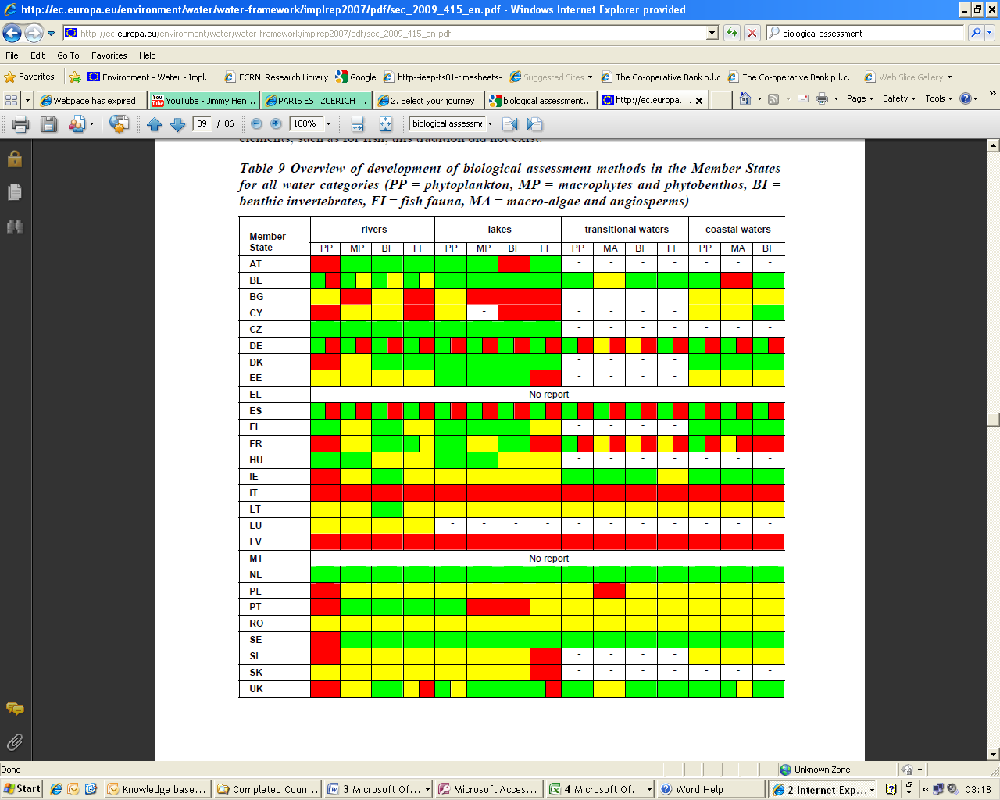 http://ec.europa.eu/environment/water/water-framework/implrep2007/pdf/sec_2009_415_en.pdf - Windows Internet Explorer provided
http://ec.europa.eu/environment/water/water-framework/implrep2007/pdf/sec_2009_415_en.pdf biological assessment
File Edit Go To Favorites Help
Favorites Environment - Water - Impl... FCRN Research Library Google http--ieep-ts01-timesheets- Suggested Sites The Co-operative Bank p.l.c The Co-operative Bank p.l.c... Web Slice Gallery
Webpage has expired YouTube - Jimmy Hen... PARIS EST ZUERICH ... 2. Select your journey biological assessment... http://ec.europa.... Page Safety Tools
39 / 86 100% biological assessme
elements, such as for fish, this tradition did not exist.
Table 9 Overview of development of biological assessment methods in the Member States
for all water categories (PP = phytoplankton, MP = macrophytes and phytobenthos, BI =
benthic invertebrates, FI = fish fauna, MA = macro-algae and angiosperms)
Member State rivers lakes transitional waters coastal waters
PP MP BI FI PP MP BI FI PP MA BI FI PP MA BI
AT - - - - - - -
BE
BG - - - -
CY - - - - -
CZ - - - - - - -
DE
DK - - - -
EE - - - -
EL No report
ES
FI - - - -
FR
HU - - - - - - -
IE
IT
LT
LU - - - - - - - - - - -
LV
MT No report
NL
PL
PT
RO
SE
SI - - - -
SK - - - - - - -
UK
Done Unknown Zone
Start Knowledge base... Completed Coun... 3 Microsoft Of... Microsoft Acces... 4 Microsoft Of... Word Help 2 Internet Exp... 03:18